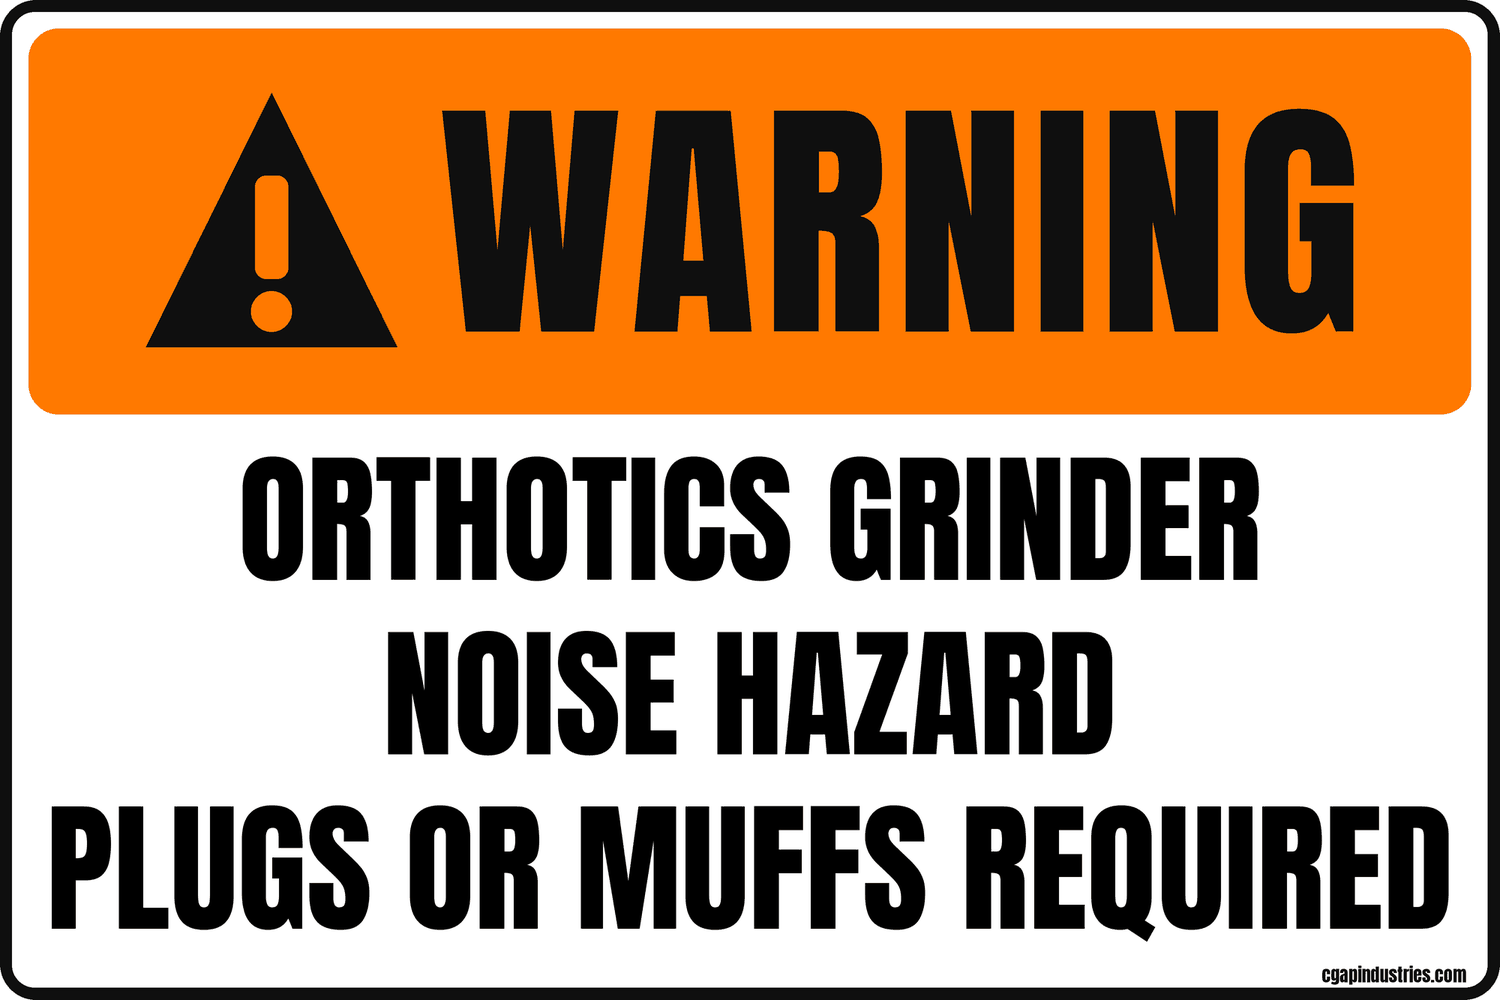 WARNING
ORTHOTICS GRINDER
NOISE HAZARD
PLUGS OR MUFFS REQUIRED
cgapindustries.com